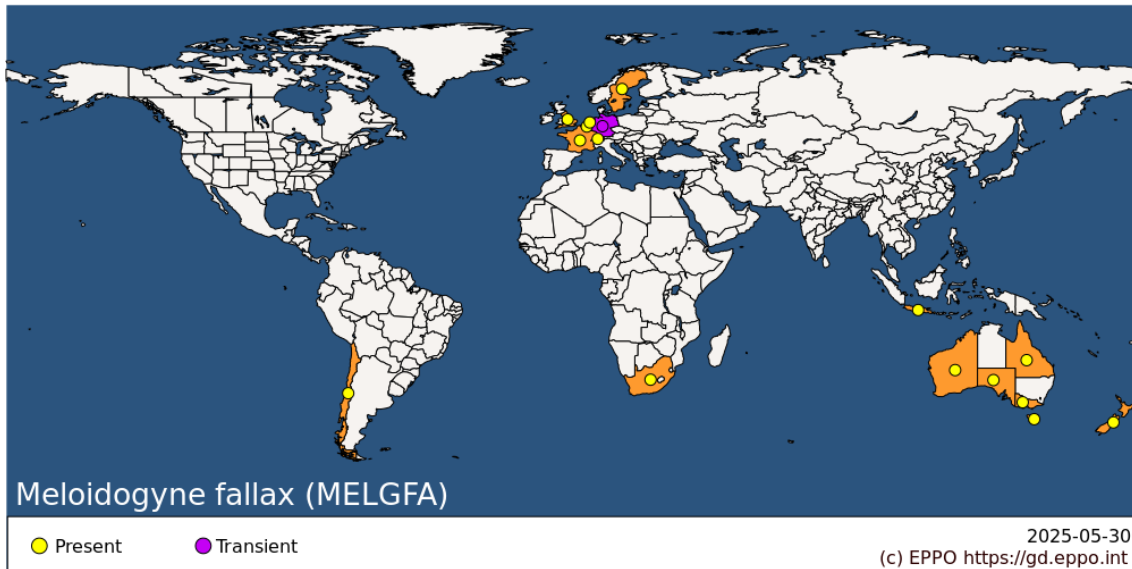 Meloidogyne fallax (MELGFA)
Present
Transient
2025-05-30
(c) EPPO https://gd.eppo.int